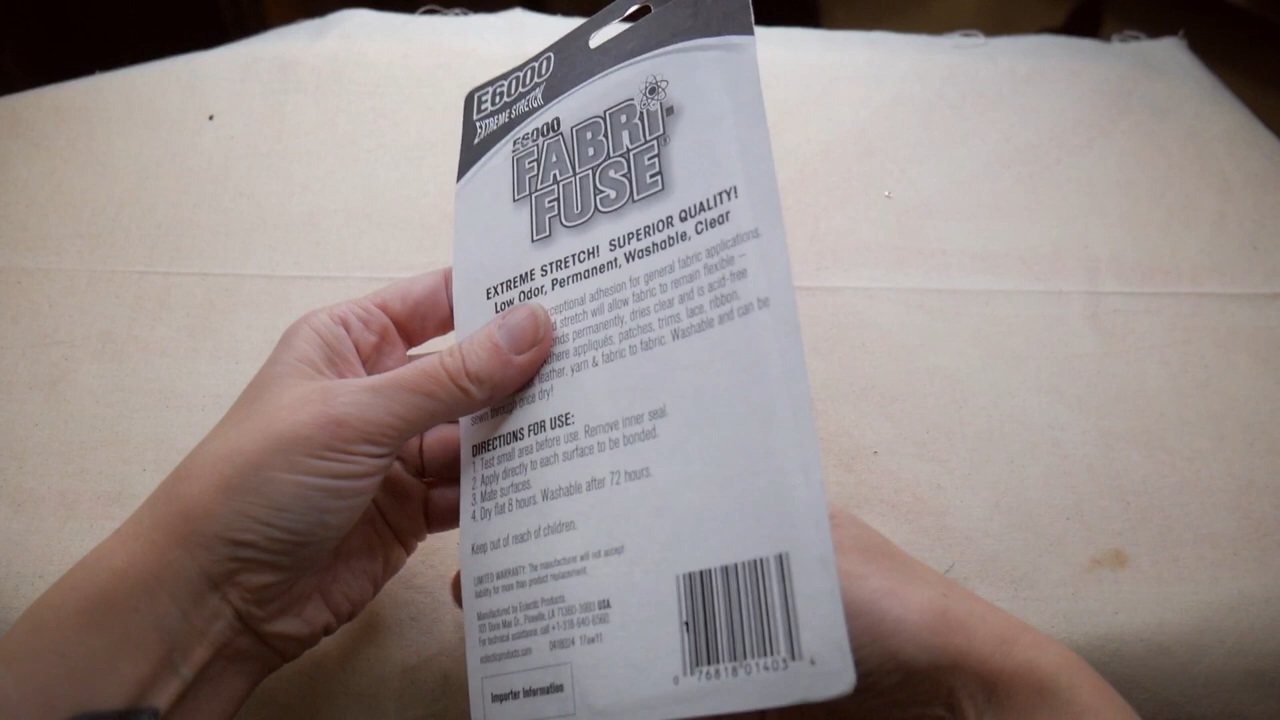 E6000
EXTREME STRETCH
E6000
FABRI-
FUSE®
EXTREME STRETCH! SUPERIOR QUALITY!
Low Odor, Permanent, Washable, Clear
exceptional adhesion for general fabric applications.
stretch will allow fabric to remain flexible –
permanently, dries clear and is acid-free
appliqués, patches, trims, lace, ribbon,
leather, yarn & fabric to fabric. Washable and can be
sewn through once dry!
DIRECTIONS FOR USE:
1. Test small area before use. Remove inner seal.
2. Apply directly to each surface to be bonded.
3. Mate surfaces.
4. Dry flat 8 hours. Washable after 72 hours.
Keep out of reach of children.
LIMITED WARRANTY: The manufacturer will not accept
liability for more than product replacement.
Manufactured by Eclectic Products,
Pineville, LA USA.
For technical assistance, call
eclecticproducts.com
Importer Information
0 76818 01403 4